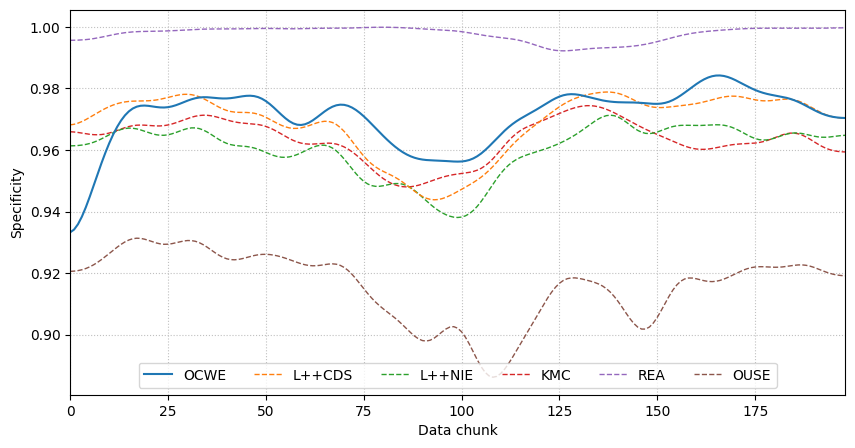 1.00
0.98
0.96
0.94
0.92
0.90
Specificity
0 25 50 75 100 125 150 175
Data chunk
OCWE L++CDS L++NIE KMC REA OUSE